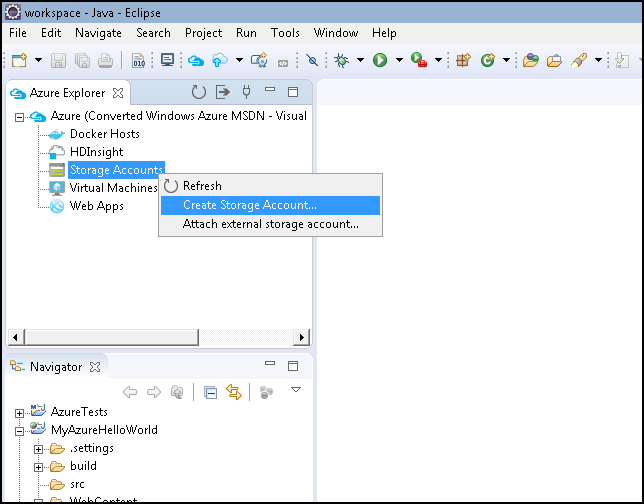 workspace - Java - Eclipse
File Edit Navigate Search Project Run Tools Window Help
010
Azure Explorer
Azure (Converted Windows Azure MSDN - Visual
Docker Hosts
HDInsight
Storage Accounts
Refresh
Virtual Machines
Create Storage Account...
Web Apps
Attach external storage account...
Navigator
AzureTests
MyAzureHelloWorld
.settings
build
src
WebContent